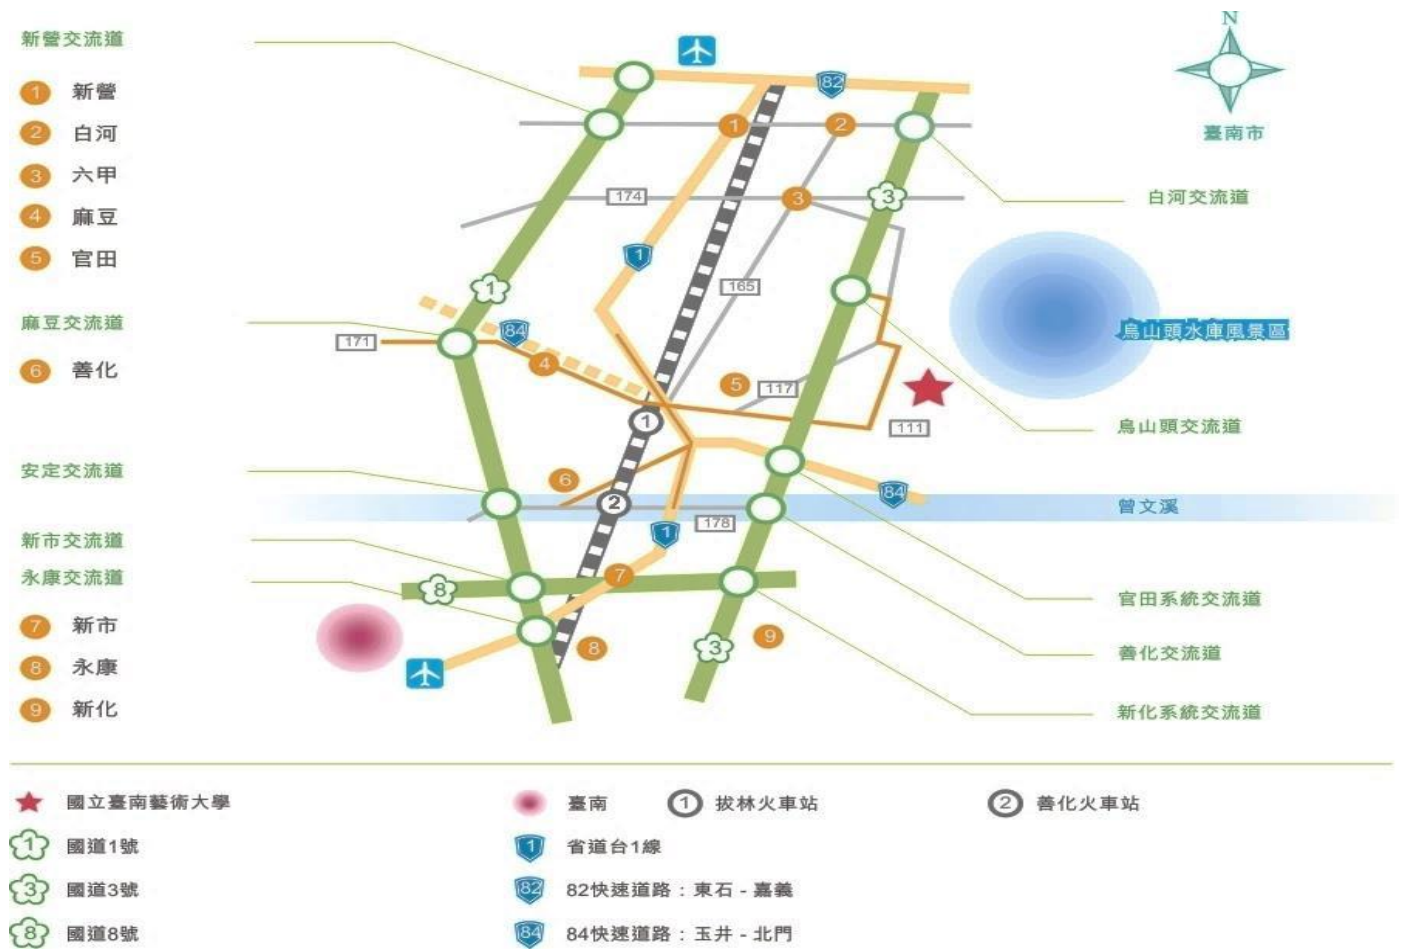 新營交流道
1 新營
2 白河
3 六甲
4 麻豆
5 官田
麻豆交流道
6 善化
安定交流道
新市交流道
永康交流道
7 新市
8 永康
9 新化
N
臺南市
82
1
2
白河交流道
174
3
3
1
165
1
烏山頭水庫風景區
84
171
4
5
117
1
111
烏山頭交流道
6
2
84
曾文溪
178
1
7
8
官田系統交流道
8
3
9
善化交流道
新化系統交流道
國立臺南藝術大學
臺南
1 拔林火車站
2 善化火車站
1 國道1號
1 省道台1線
3 國道3號
82 82快速道路：東石 - 嘉義
8 國道8號
84 84快速道路：玉井 - 北門